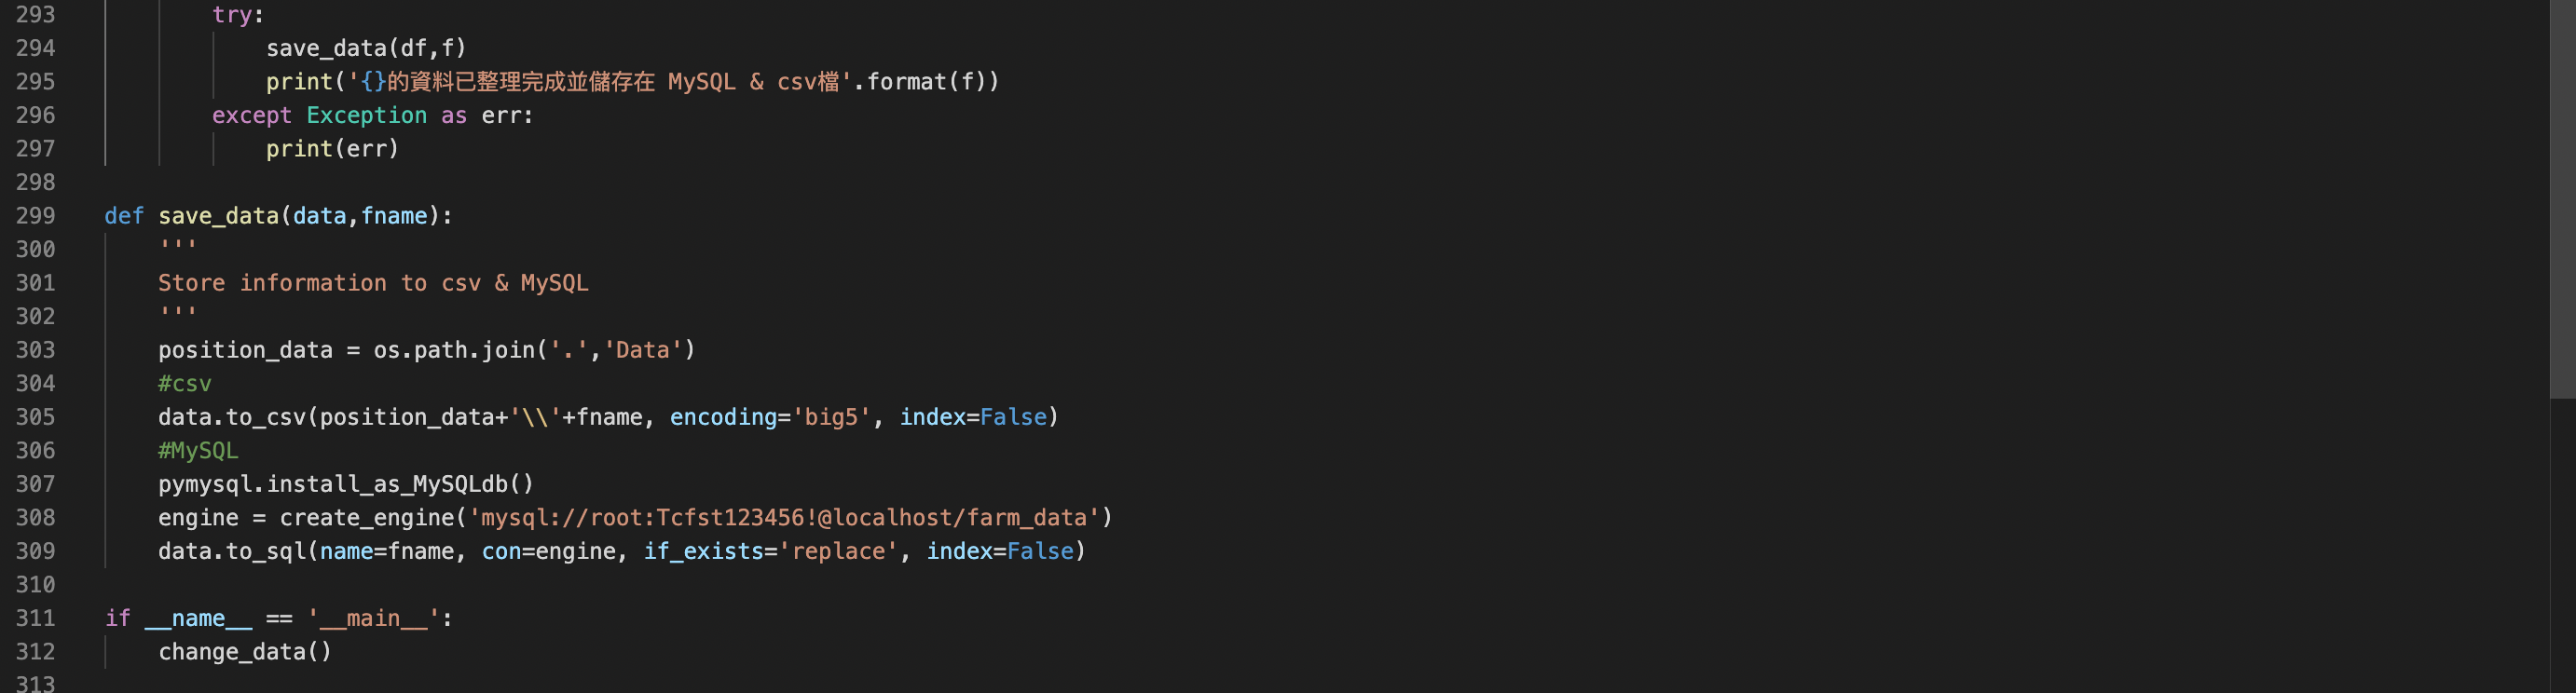 293 try:
294 save_data(df,f)
295 print('{}的資料已整理完成並儲存在 MySQL & csv檔'.format(f))
296 except Exception as err:
297 print(err)
298
299 def save_data(data,fname):
300 '''
301 Store information to csv & MySQL
302 '''
303 position_data = os.path.join('.','Data')
304 #csv
305 data.to_csv(position_data+'\\'+fname, encoding='big5', index=False)
306 #MySQL
307 pymysql.install_as_MySQLdb()
308 engine = create_engine('mysql://root:Tcfst123456!@localhost/farm_data')
309 data.to_sql(name=fname, con=engine, if_exists='replace', index=False)
310
311 if __name__ == '__main__':
312 change_data()
313